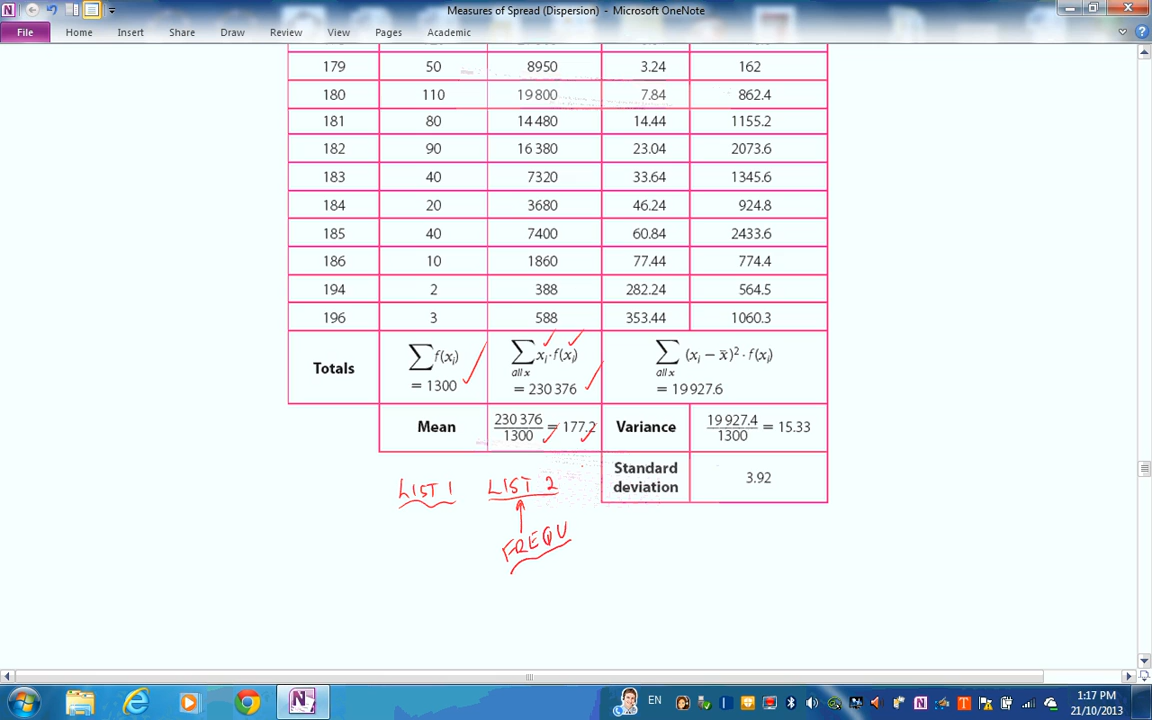 Measures of Spread (Dispersion) - Microsoft OneNote
File Home Insert Share Draw Review View Pages Academic
179 50 8950 3.24 162
180 110 19 800 7.84 862.4
181 80 14 480 14.44 1155.2
182 90 16 380 23.04 2073.6
183 40 7320 33.64 1345.6
184 20 3680 46.24 924.8
185 40 7400 60.84 2433.6
186 10 1860 77.44 774.4
194 2 388 282.24 564.5
196 3 588 353.44 1060.3
Totals ∑f(xᵢ) = 1300 ∑ all x xᵢ·f(xᵢ) = 230 376 ∑ all x (xᵢ − x̄)² · f(xᵢ) = 19 927.6
Mean 230 376/1300 = 177.2 Variance 19 927.4/1300 = 15.33
Standard deviation 3.92
LIST 1 LIST 2
FREQU
EN
1:17 PM
21/10/2013